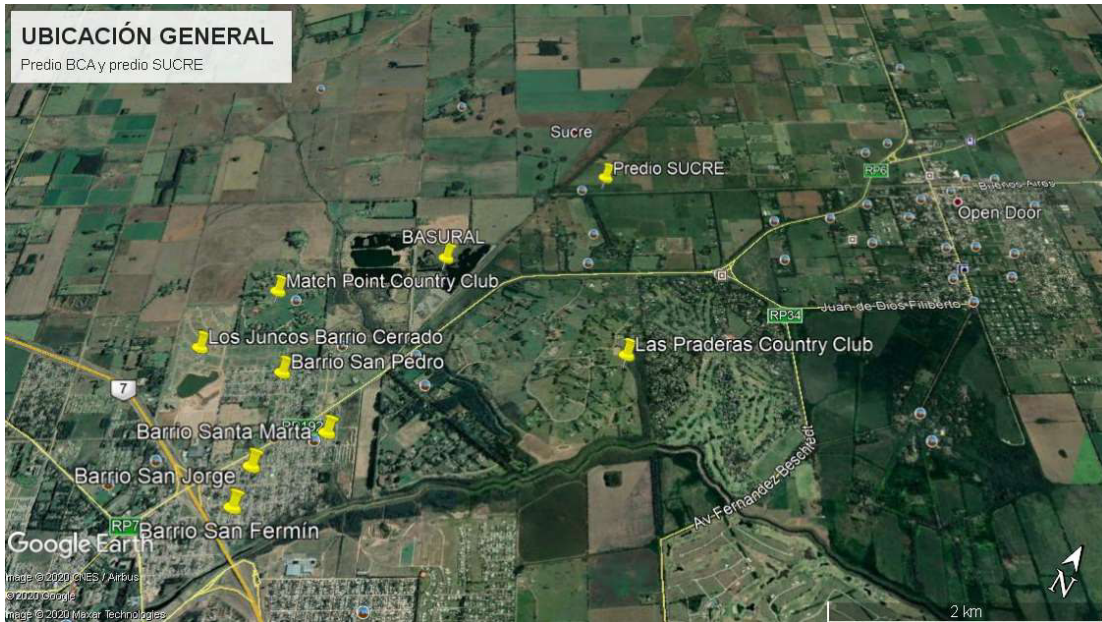 UBICACIÓN GENERAL
Predio BCA y predio SUCRE
Sucre
Predio SUCRE
RP6
Buenos Aires
Open Door
BASURAL
Match Point Country Club
RP34
Juan de Dios Filiberto
Los Juncos Barrio Cerrado
Las Praderas Country Club
Barrio San Pedro
7
Barrio Santa Marta
Av Fernandez Beschtedt
Barrio San Jorge
RP7
Barrio San Fermín
Google Earth
Image © 2020 CNES / Airbus
© 2020 Google
Image © 2020 Maxar Technologies
N
2 km